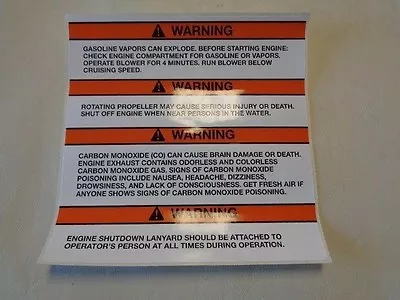 WARNING
GASOLINE VAPORS CAN EXPLODE. BEFORE STARTING ENGINE:
CHECK ENGINE COMPARTMENT FOR GASOLINE OR VAPORS.
OPERATE BLOWER FOR 4 MINUTES. RUN BLOWER BELOW
CRUISING SPEED.
WARNING
ROTATING PROPELLER MAY CAUSE SERIOUS INJURY OR DEATH.
SHUT OFF ENGINE WHEN NEAR PERSONS IN THE WATER.
WARNING
CARBON MONOXIDE (CO) CAN CAUSE BRAIN DAMAGE OR DEATH.
ENGINE EXHAUST CONTAINS ODORLESS AND COLORLESS
CARBON MONOXIDE GAS. SIGNS OF CARBON MONOXIDE
POISONING INCLUDE NAUSEA, HEADACHE, DIZZINESS,
DROWSINESS, AND LACK OF CONSCIOUSNESS. GET FRESH AIR IF
ANYONE SHOWS SIGNS OF CARBON MONOXIDE POISONING.
WARNING
ENGINE SHUTDOWN LANYARD SHOULD BE ATTACHED TO
OPERATOR'S PERSON AT ALL TIMES DURING OPERATION.